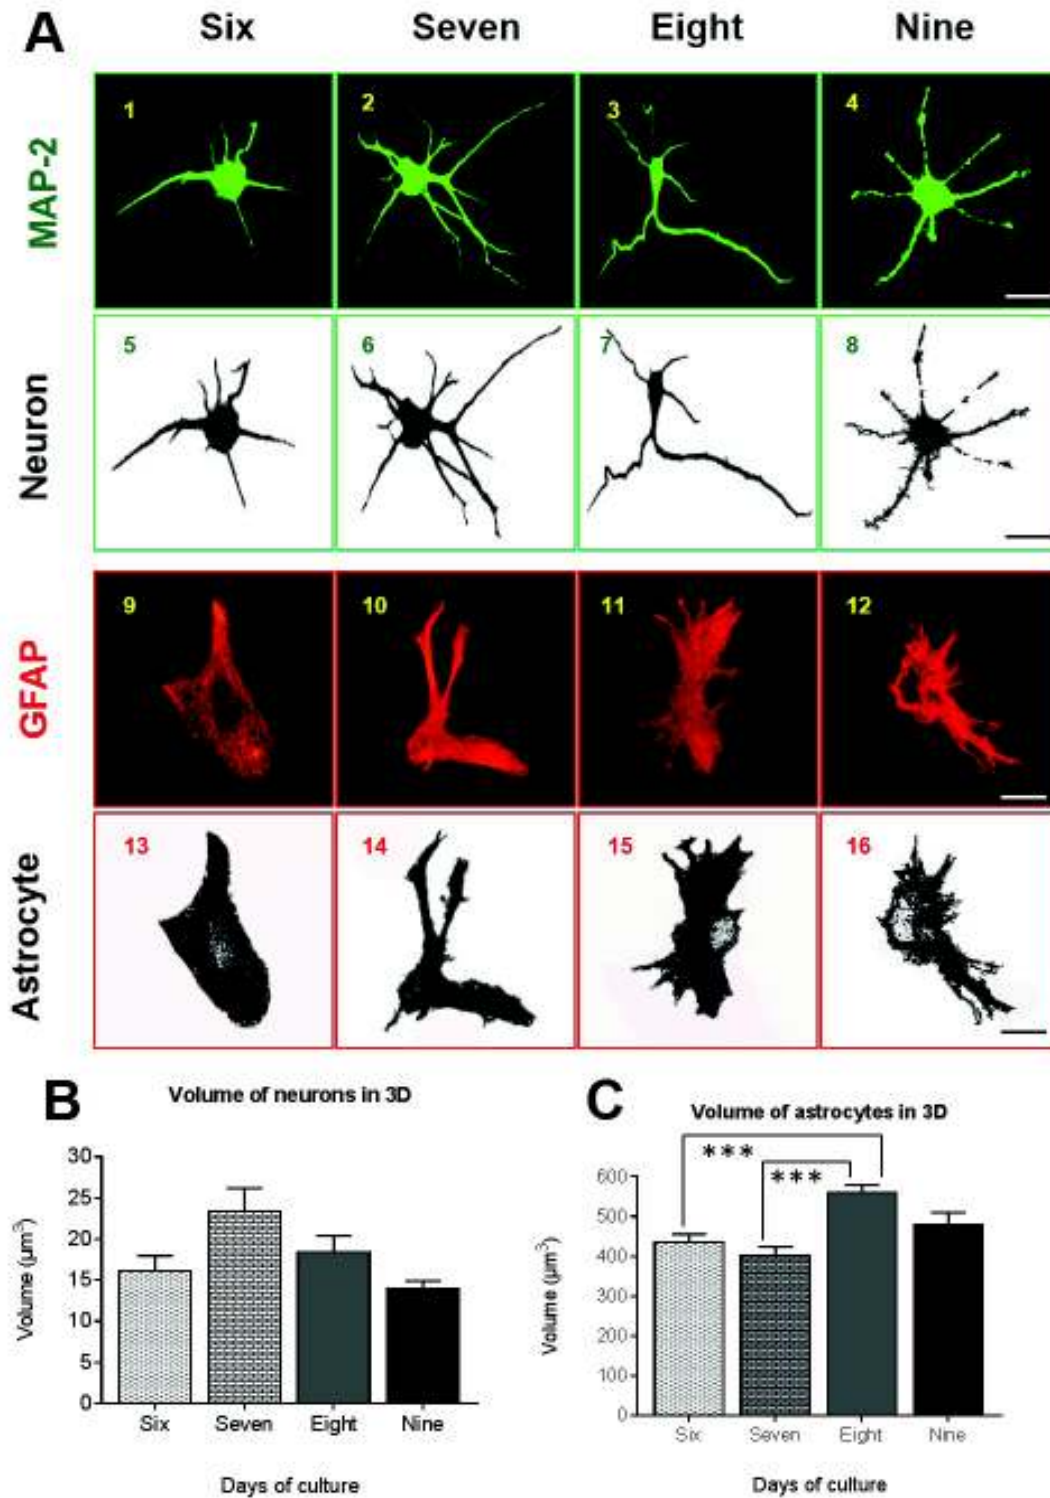 A
Six Seven Eight Nine
MAP-2
1 2 3 4
Neuron
5 6 7 8
GFAP
9 10 11 12
Astrocyte
13 14 15 16
B
Volume of neurons in 3D
Volume (µm³)
30
25
20
15
10
5
0
Six Seven Eight Nine
Days of culture
C
Volume of astrocytes in 3D
***
***
Volume (µm³)
600
500
400
300
200
100
0
Six Seven Eight Nine
Days of culture